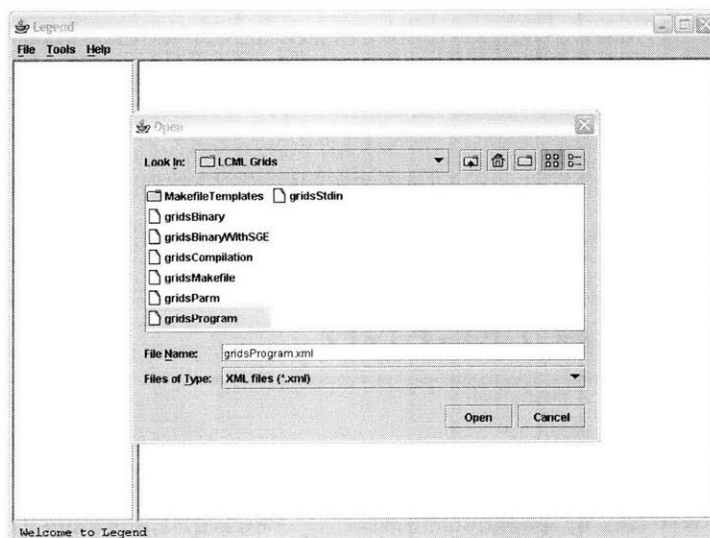 Legend
File Tools Help
Open
Look In: LCML Grids
MakefileTemplates gridsStdin
gridsBinary
gridsBinaryWithSGE
gridsCompilation
gridsMakefile
gridsParm
gridsProgram
File Name: gridsProgram.xml
Files of Type: XML files (*.xml)
Open Cancel
Welcome to Legend